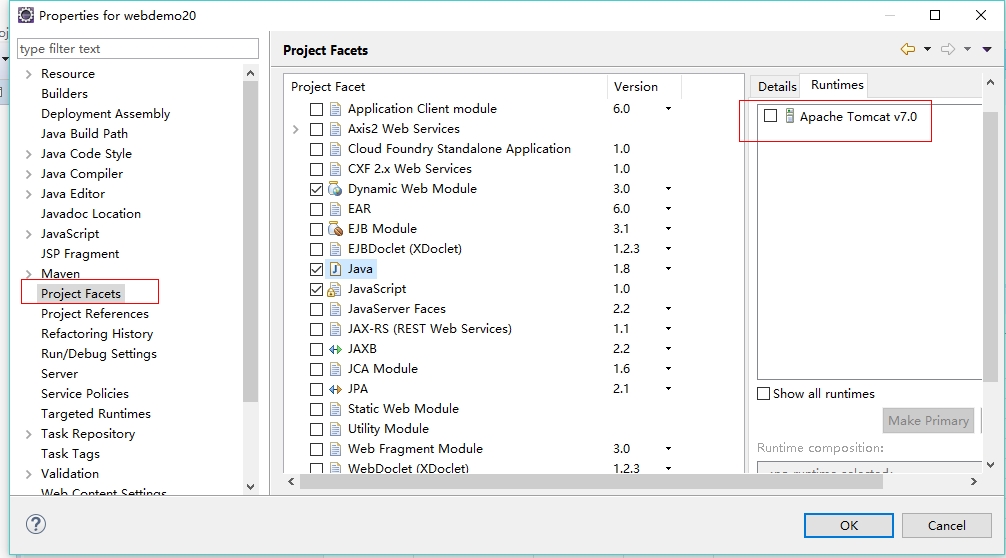 Properties for webdemo20
type filter text
Resource
Builders
Deployment Assembly
Java Build Path
Java Code Style
Java Compiler
Java Editor
Javadoc Location
JavaScript
JSP Fragment
Maven
Project Facets
Project References
Refactoring History
Run/Debug Settings
Server
Service Policies
Targeted Runtimes
Task Repository
Task Tags
Validation
Web Content Settings
Project Facets
Project Facet Version
Application Client module 6.0
Axis2 Web Services
Cloud Foundry Standalone Application 1.0
CXF 2.x Web Services 1.0
Dynamic Web Module 3.0
EAR 6.0
EJB Module 3.1
EJBDoclet (XDoclet) 1.2.3
Java 1.8
JavaScript 1.0
JavaServer Faces 2.2
JAX-RS (REST Web Services) 1.1
JAXB 2.2
JCA Module 1.6
JPA 2.1
Static Web Module
Utility Module
Web Fragment Module 3.0
WebDoclet (XDoclet) 1.2.3
Details Runtimes
Apache Tomcat v7.0
Show all runtimes
Make Primary
Runtime composition:
OK Cancel